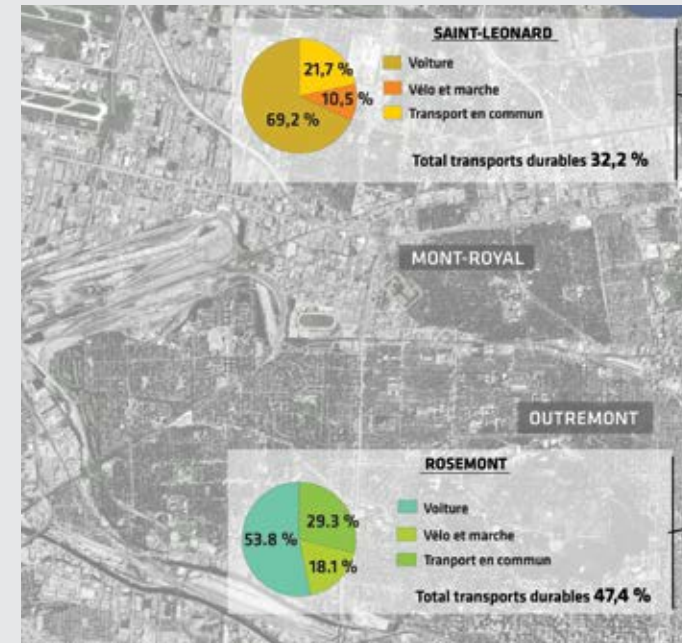 SAINT-LEONARD
21,7 %
10,5 %
69,2 %
Voiture
Vélo et marche
Transport en commun
Total transports durables 32,2 %
MONT-ROYAL
OUTREMONT
ROSEMONT
53.8 %
29.3 %
18.1 %
Voiture
Vélo et marche
Tranport en commun
Total transports durables 47,4 %